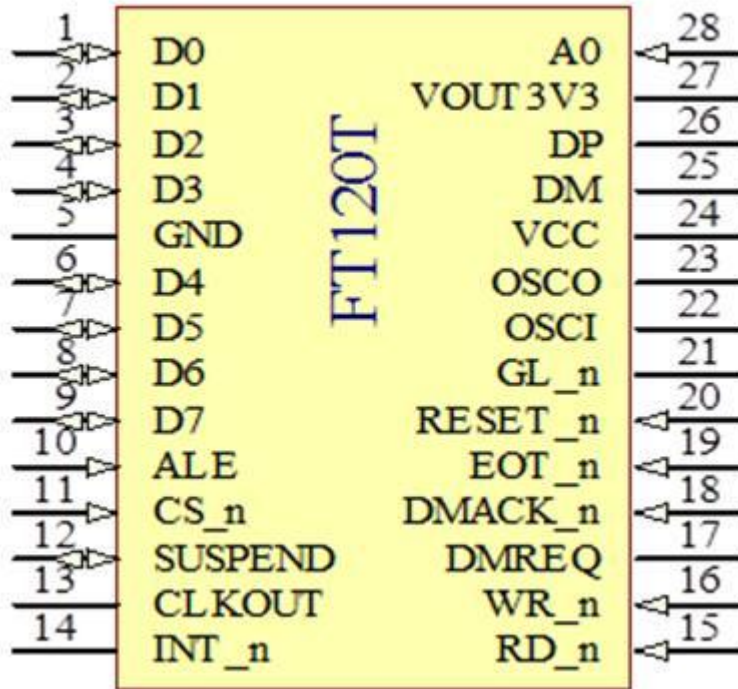 1 D0 A0 28
2 D1 VOUT3V3 27
3 D2 DP 26
4 D3 DM 25
5 GND VCC 24
6 D4 OSCO 23
7 D5 OSCI 22
8 D6 GL_n 21
9 D7 RESET_n 20
10 ALE EOT_n 19
11 CS_n DMACK_n 18
12 SUSPEND DMREQ 17
13 CLKOUT WR_n 16
14 INT_n RD_n 15
FT120T